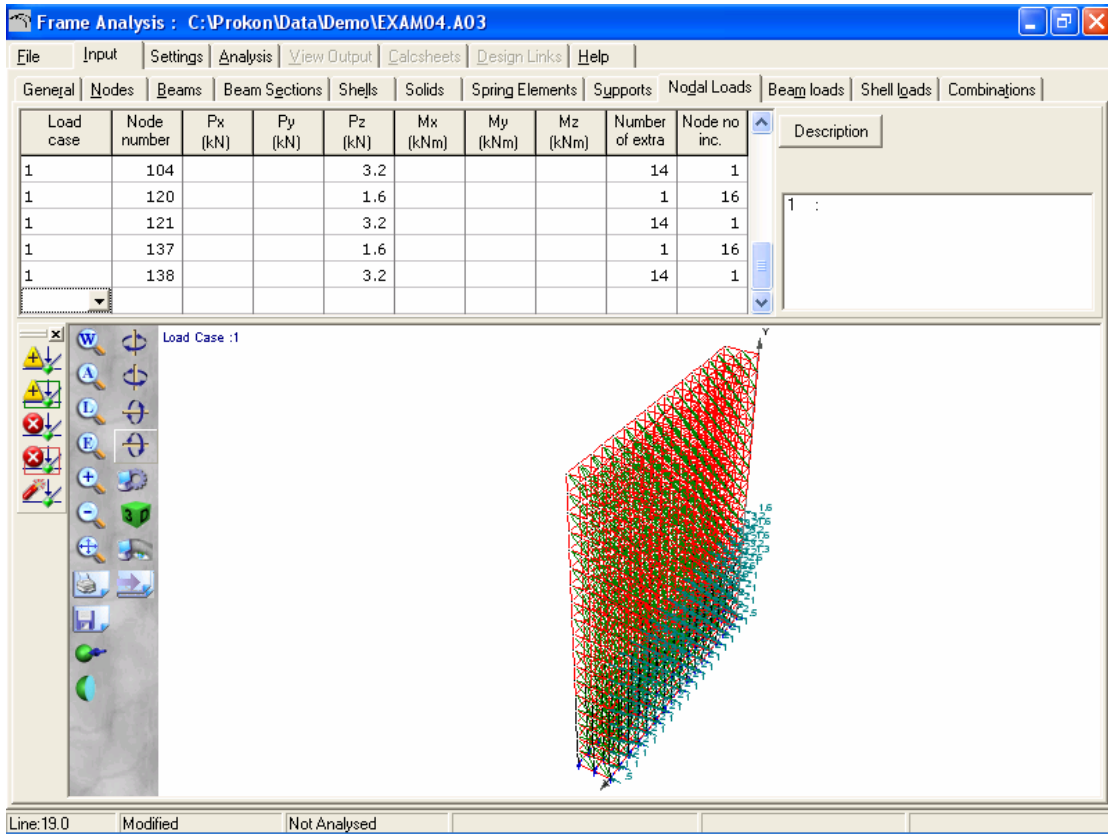 Frame Analysis : C:\Prokon\Data\Demo\EXAM04.A03
File Input Settings Analysis View Output Calcsheets Design Links Help
General Nodes Beams Beam Sections Shells Solids Spring Elements Supports Nodal Loads Beam loads Shell loads Combinations
Load case Node number Px (kN) Py (kN) Pz (kN) Mx (kNm) My (kNm) Mz (kNm) Number of extra Node no inc.
Description
1 104 3.2 14 1
1 120 1.6 1 16
1 121 3.2 14 1
1 137 1.6 1 16
1 138 3.2 14 1
1 :
W
A
L
E
3 D
Load Case :1
Y
1.6
.5
.5
Line:19.0 Modified Not Analysed